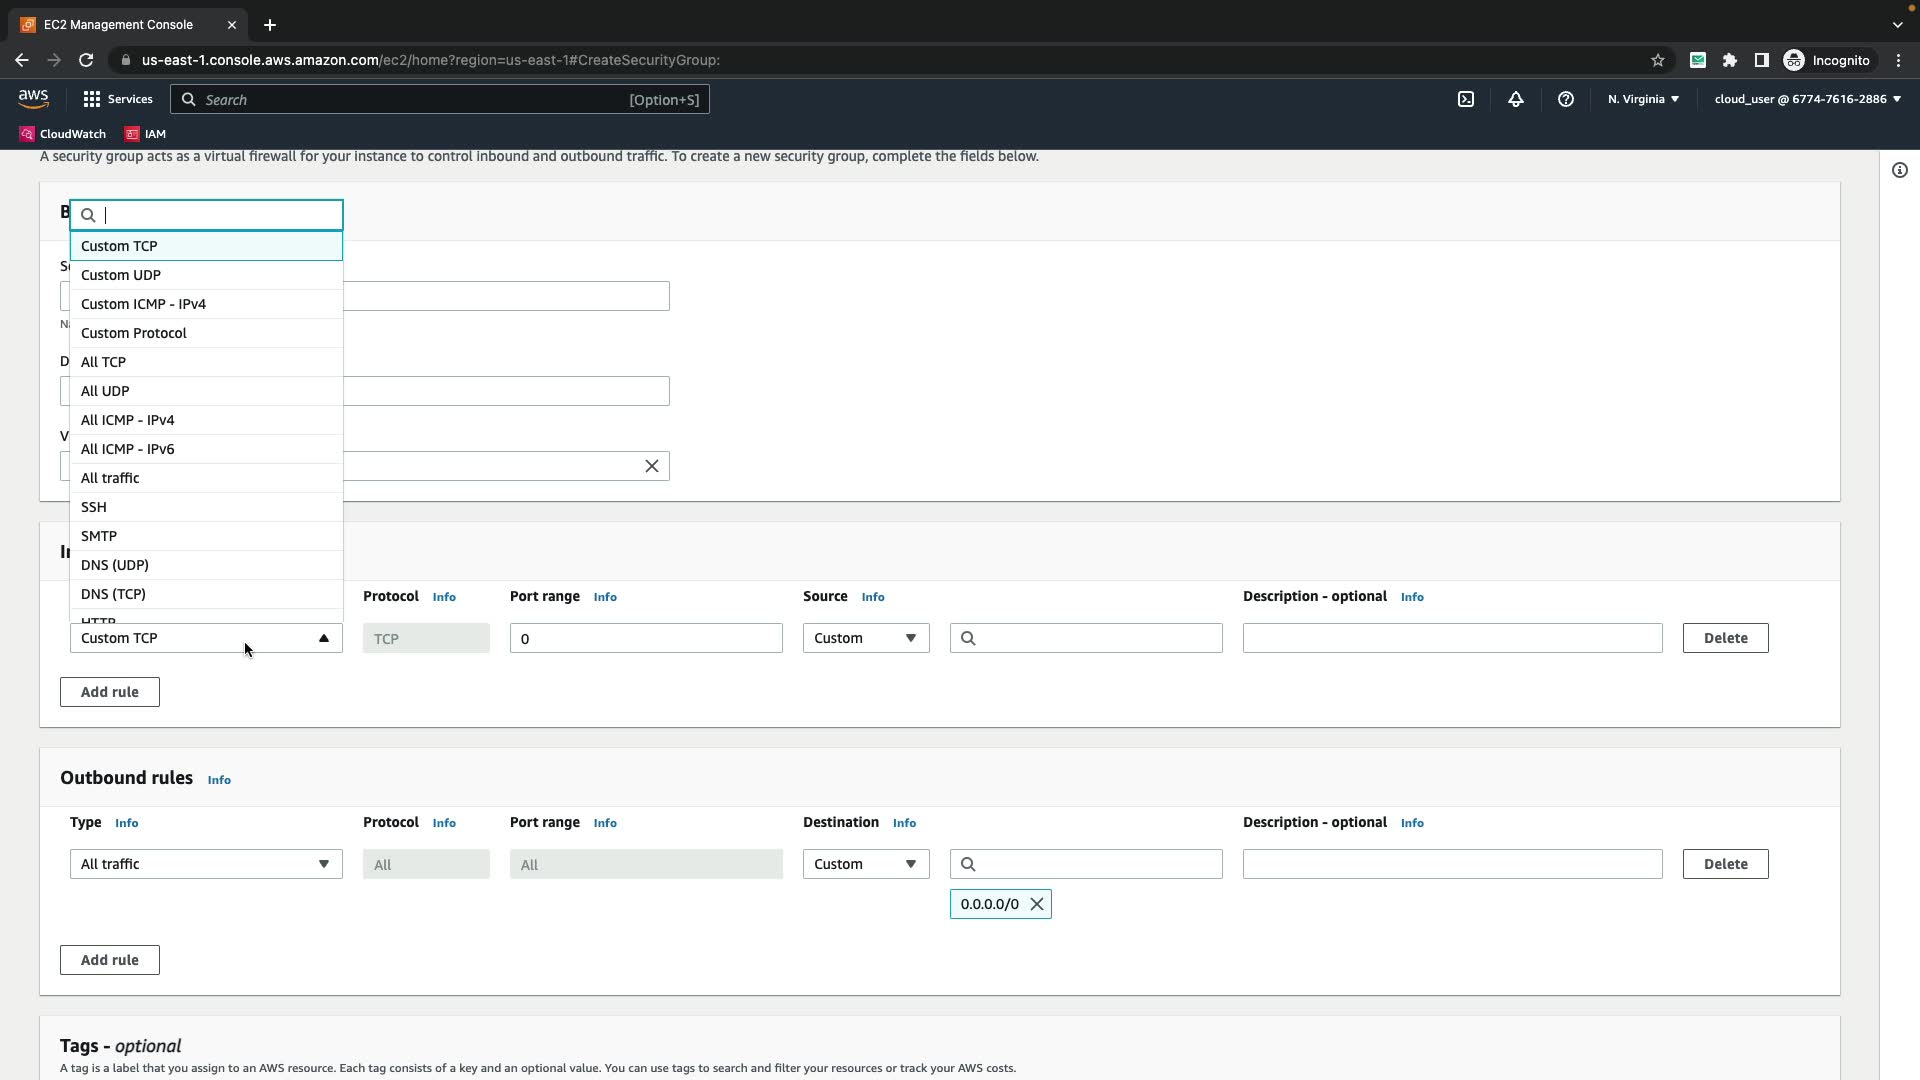 EC2 Management Console
us-east-1.console.aws.amazon.com/ec2/home?region=us-east-1#CreateSecurityGroup:
Incognito
aws
Services
Search
[Option+S]
N. Virginia
cloud_user @ 6774-7616-2886
CloudWatch
IAM
A security group acts as a virtual firewall for your instance to control inbound and outbound traffic. To create a new security group, complete the fields below.
Custom TCP
Custom UDP
Custom ICMP - IPv4
Custom Protocol
All TCP
All UDP
All ICMP - IPv4
All ICMP - IPv6
All traffic
SSH
SMTP
DNS (UDP)
DNS (TCP)
HTTP
Protocol Info
Port range Info
Source Info
Description - optional Info
Custom TCP
TCP
0
Custom
Delete
Add rule
Outbound rules Info
Type Info
Protocol Info
Port range Info
Destination Info
Description - optional Info
All traffic
All
All
Custom
Delete
0.0.0.0/0
Add rule
Tags - optional
A tag is a label that you assign to an AWS resource. Each tag consists of a key and an optional value. You can use tags to search and filter your resources or track your AWS costs.